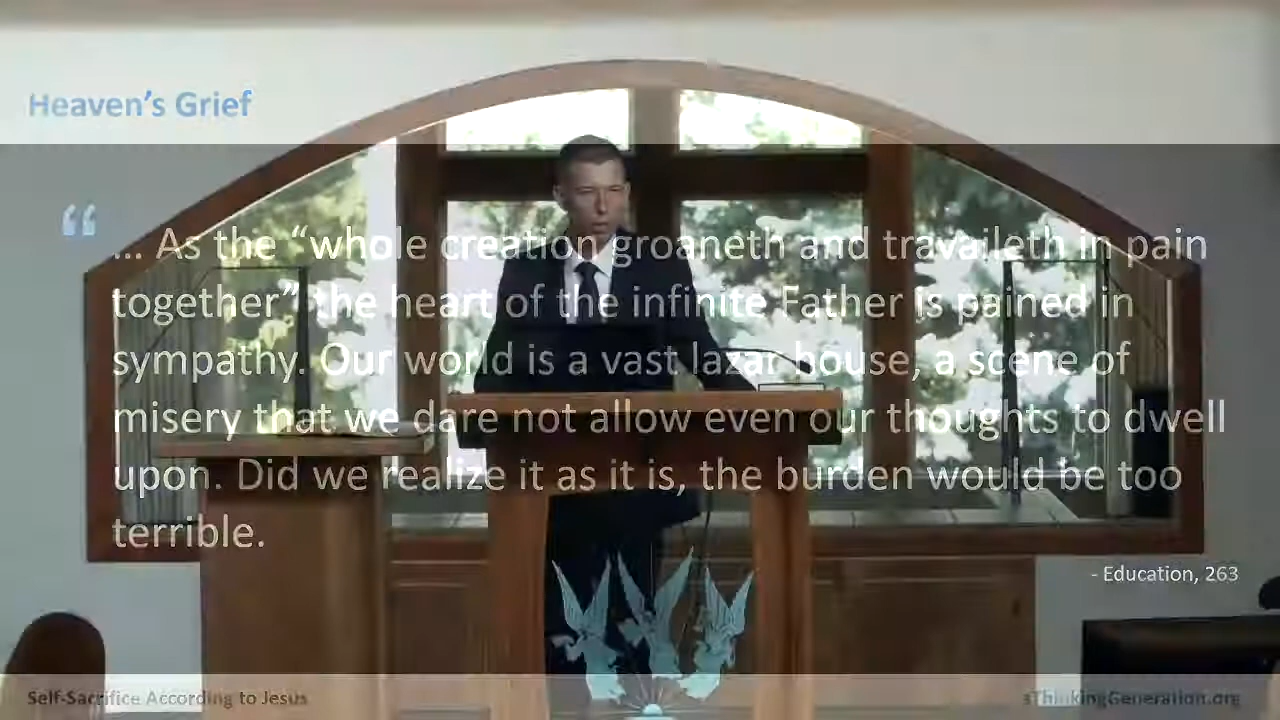 Heaven's Grief
“
... As the “whole creation groaneth and travaileth in pain
together” the heart of the infinite Father is pained in
sympathy. Our world is a vast lazar house, a scene of
misery that we dare not allow even our thoughts to dwell
upon. Did we realize it as it is, the burden would be too
terrible.
- Education, 263
Self-Sacrifice According to Jesus
aThinkingGeneration.org